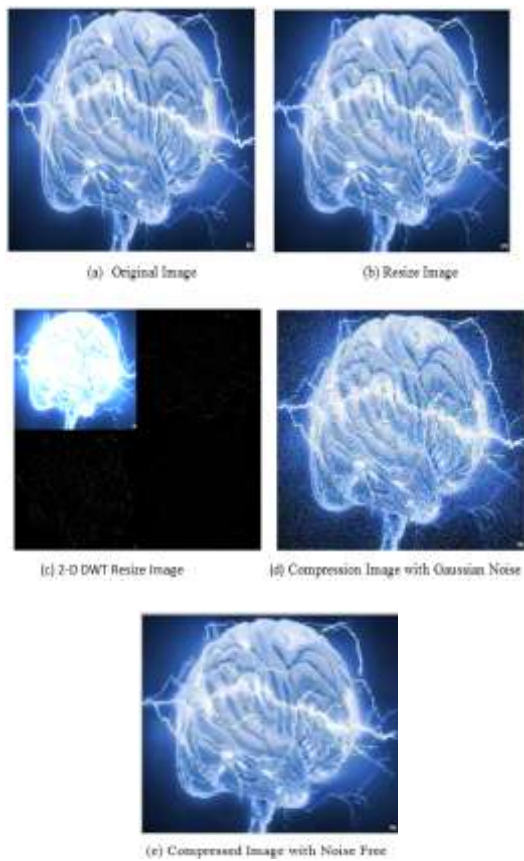 (a) Original Image
(b) Resize Image
(c) 2-D DWT Resize Image
(d) Compression Image with Gaussian Noise
(e) Compressed Image with Noise Free